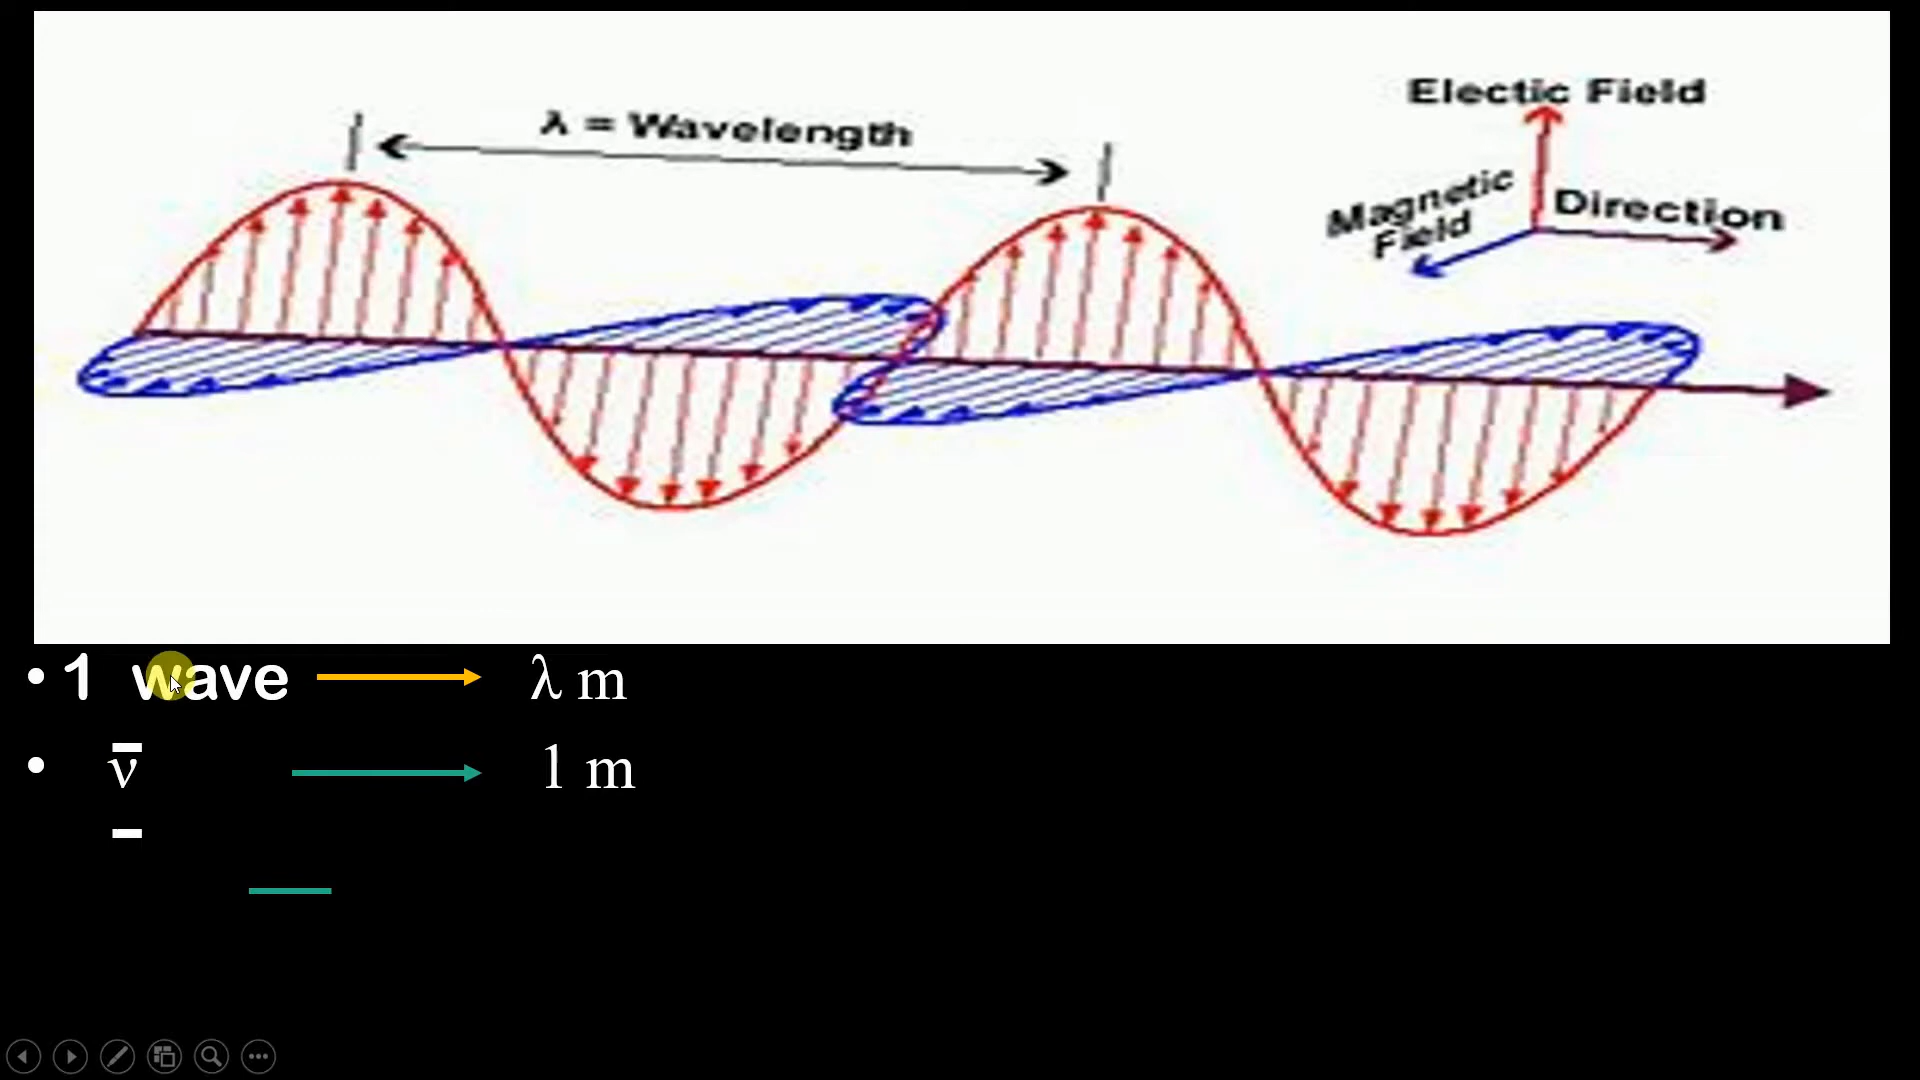 Electic Field
λ = Wavelength
Magnetic
Field
Direction
• 1 wave λ m
• ν̄ 1 m